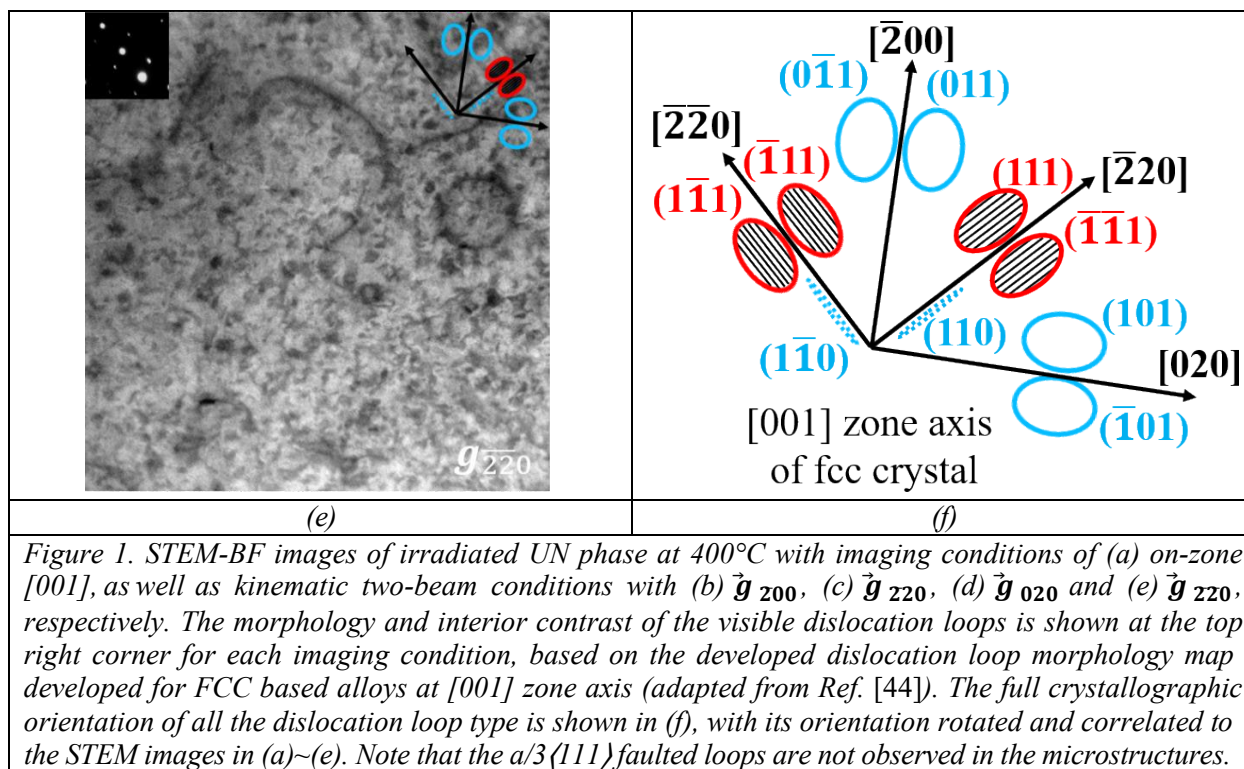 g2̅2̅0
[2̅00]
(01̅1)
(011)
[2̅2̅0]
(1̅11)
(11̅1)
(111)
[2̅20]
(1̅1̅1)
(11̅0)
(110)
(101)
[020]
(1̅01)
[001] zone axis
of fcc crystal
(e)
(f)
Figure 1. STEM-BF images of irradiated UN phase at 400°C with imaging conditions of (a) on-zone
[001], as well as kinematic two-beam conditions with (b) g⃗ 200, (c) g⃗ 220, (d) g⃗ 020 and (e) g⃗ 220,
respectively. The morphology and interior contrast of the visible dislocation loops is shown at the top
right corner for each imaging condition, based on the developed dislocation loop morphology map
developed for FCC based alloys at [001] zone axis (adapted from Ref. [44]). The full crystallographic
orientation of all the dislocation loop type is shown in (f), with its orientation rotated and correlated to
the STEM images in (a)~(e). Note that the a/3⟨111⟩ faulted loops are not observed in the microstructures.